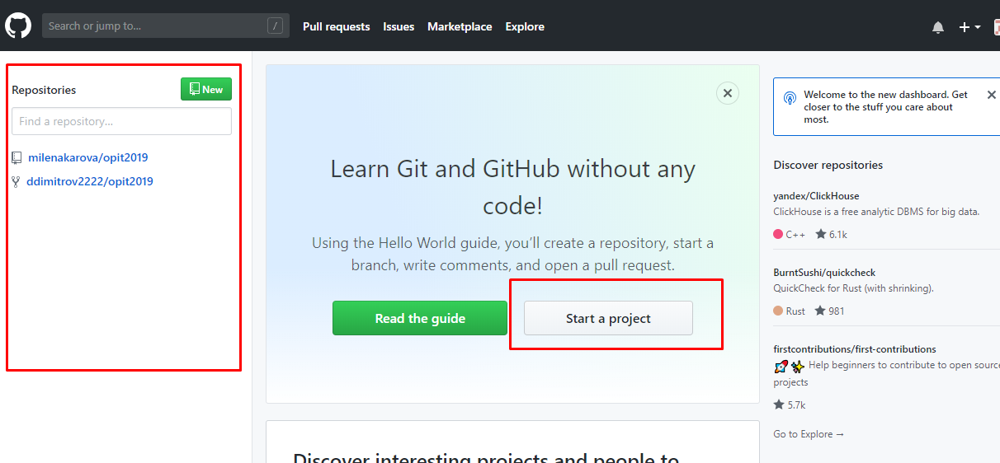 Search or jump to...
/
Pull requests
Issues
Marketplace
Explore
Repositories
New
Find a repository...
milenakarova/opit2019
ddimitrov2222/opit2019
Learn Git and GitHub without any
code!
Using the Hello World guide, you'll create a repository, start a
branch, write comments, and open a pull request.
Read the guide
Start a project
Discover interesting projects and people to
Welcome to the new dashboard. Get
closer to the stuff you care about
most.
Discover repositories
yandex/ClickHouse
ClickHouse is a free analytic DBMS for big data.
C++ 6.1k
BurntSushi/quickcheck
QuickCheck for Rust (with shrinking).
Rust 981
firstcontributions/first-contributions
🚀✨ Help beginners to contribute to open source
projects
5.7k
Go to Explore →